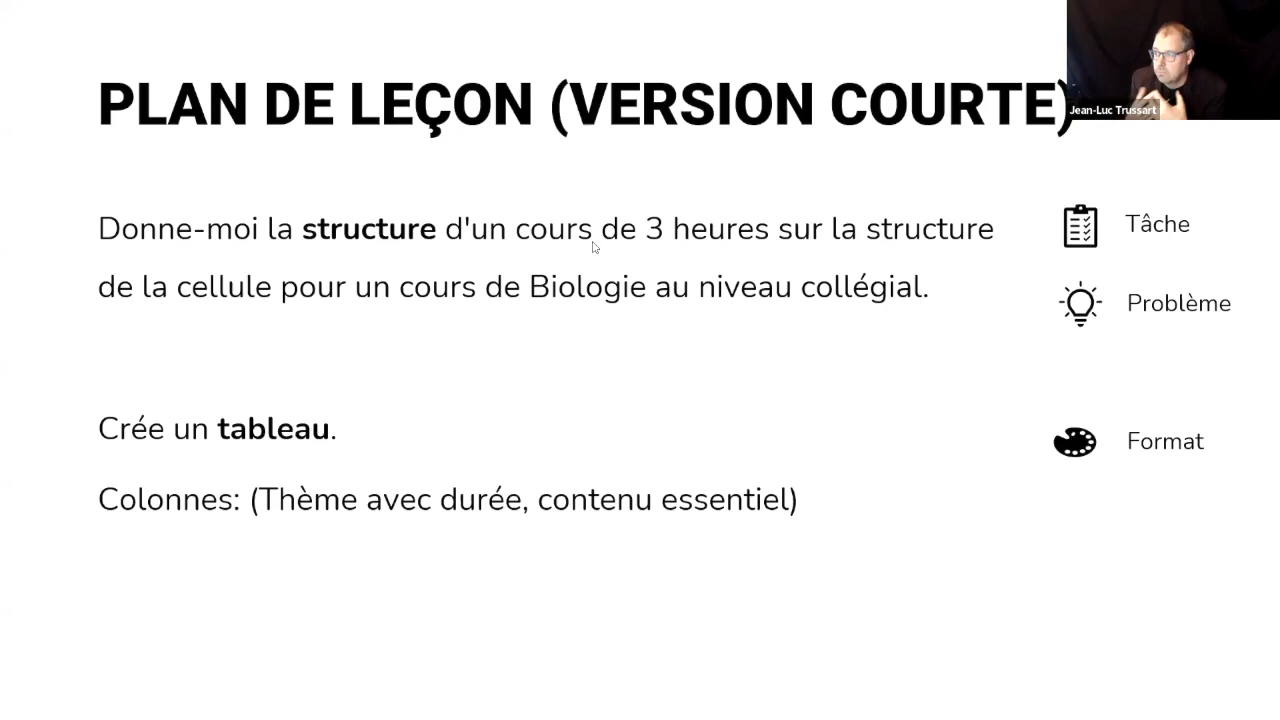 PLAN DE LEÇON (VERSION COURTE)
Jean-Luc Trussart
Donne-moi la structure d'un cours de 3 heures sur la structure
de la cellule pour un cours de Biologie au niveau collégial.
Tâche
Problème
Crée un tableau.
Format
Colonnes: (Thème avec durée, contenu essentiel)